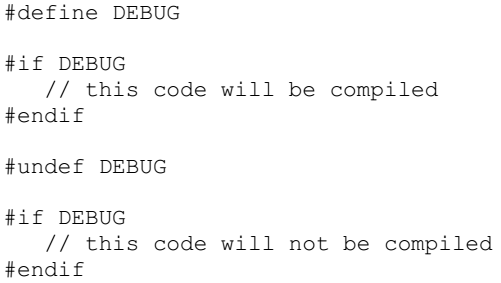 #define DEBUG
#if DEBUG
   // this code will be compiled
#endif
#undef DEBUG
#if DEBUG
   // this code will not be compiled
#endif